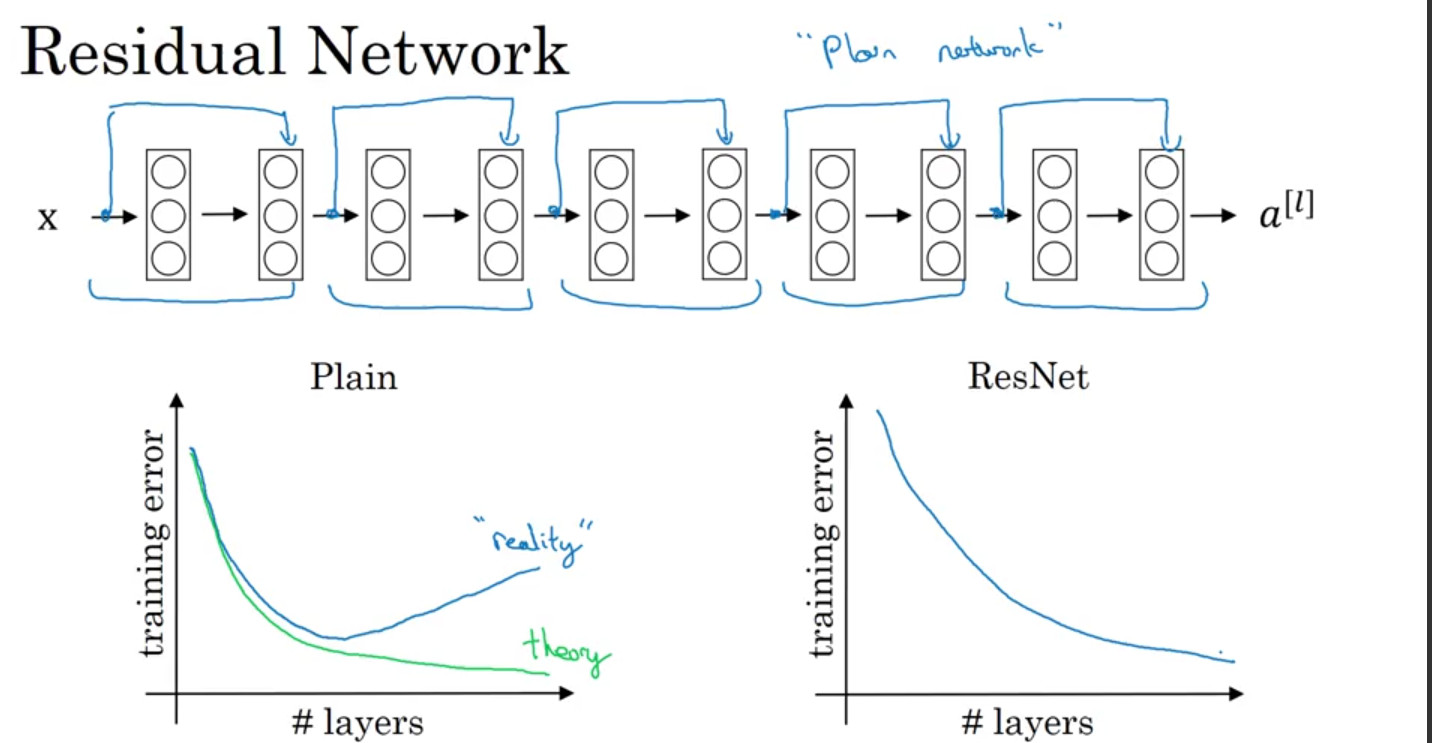 Residual Network
"Plain network"
x
a[l]
Plain
ResNet
training error
"reality"
theory
# layers
training error
# layers